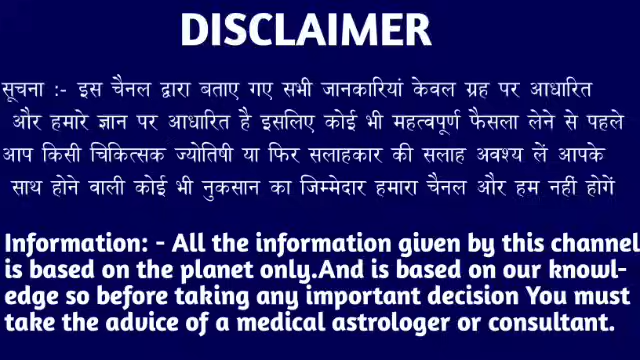 DISCLAIMER
सूचना :- इस चैनल द्वारा बताए गए सभी जानकारियां केवल ग्रह पर आधारित
और हमारे ज्ञान पर आधारित है इसलिए कोई भी महत्वपूर्ण फैसला लेने से पहले
आप किसी चिकित्सक ज्योतिषी या फिर सलाहकार की सलाह अवश्य लें आपके
साथ होने वाली कोई भी नुकसान का जिम्मेदार हमारा चैनल और हम नहीं होगें
Information: - All the information given by this channel
is based on the planet only.And is based on our knowl-
edge so before taking any important decision You must
take the advice of a medical astrologer or consultant.